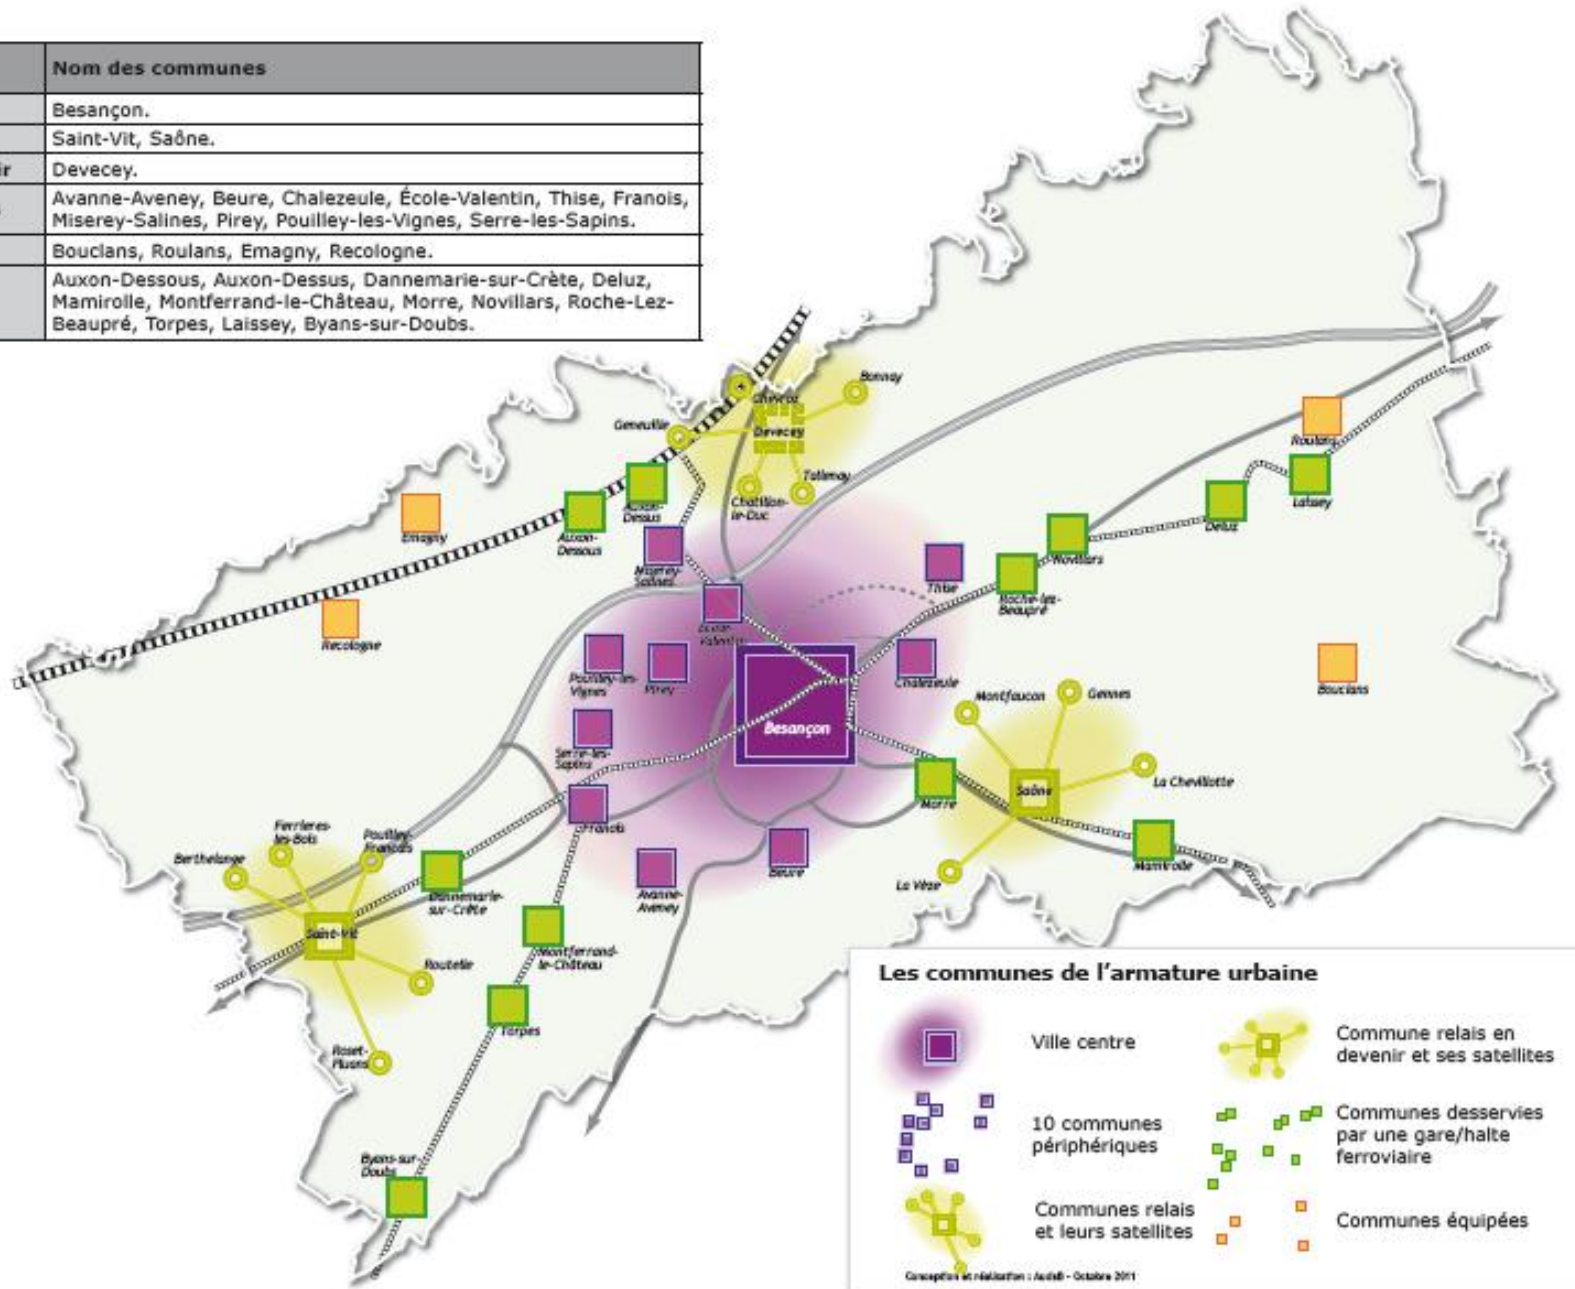 Nom des communes
Besançon.
Saint-Vit, Saône.
ir
Devecey.
s
Avanne-Aveney, Beure, Chalezeule, École-Valentin, Thise, Franois,
Miserey-Salines, Pirey, Pouilley-les-Vignes, Serre-les-Sapins.
Bouclans, Roulans, Emagny, Recologne.
Auxon-Dessous, Auxon-Dessus, Dannemarie-sur-Crète, Deluz,
Mamirolle, Montferrand-le-Château, Morre, Novillars, Roche-Lez-
Beaupré, Torpes, Laissey, Byans-sur-Doubs.
Bonnay
Chevroz
Geneuille
Devecey
Roulans
Tallenay
Chatillon-
le-Duc
Laissey
Auxon-
Dessus
Deluz
Emagny
Auxon-
Dessous
Novillars
Miserey-
Salines
Thise
Roche-lez-
Beaupré
Ecole-
Valentin
Recologne
Pouilley-les-
Vignes
Pirey
Chalezeule
Bouclans
Montfaucon
Gennes
Besançon
Serre-les-
Sapins
La Chevillotte
Saône
Morre
Franois
Ferrieres-
les-Bois
Pouilley-
Français
Berthelange
Mamirolle
Beure
La Vèze
Avanne-
Aveney
Dannemarie-
sur-Crète
Saint-Vit
Montferrand-
le-Château
Routelle
Torpes
Roset-
Fluans
Byans-sur-
Doubs
Les communes de l'armature urbaine
Ville centre
Commune relais en
devenir et ses satellites
10 communes
périphériques
Communes desservies
par une gare/halte
ferroviaire
Communes relais
et leurs satellites
Communes équipées
Conception et réalisation : AudaB - Octobre 2011